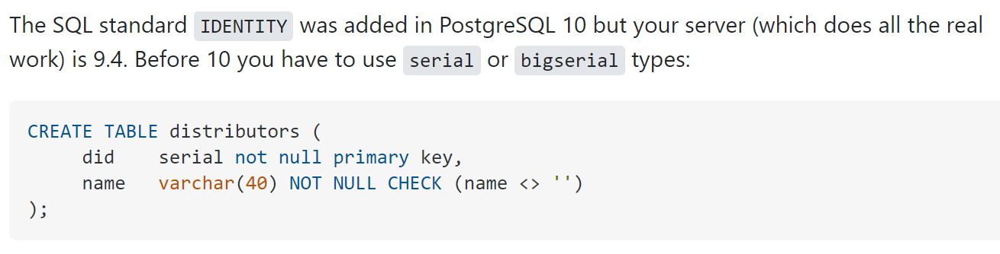 The SQL standard IDENTITY was added in PostgreSQL 10 but your server (which does all the real
work) is 9.4. Before 10 you have to use serial or bigserial types:
CREATE TABLE distributors (
     did    serial not null primary key,
     name   varchar(40) NOT NULL CHECK (name <> '')
);